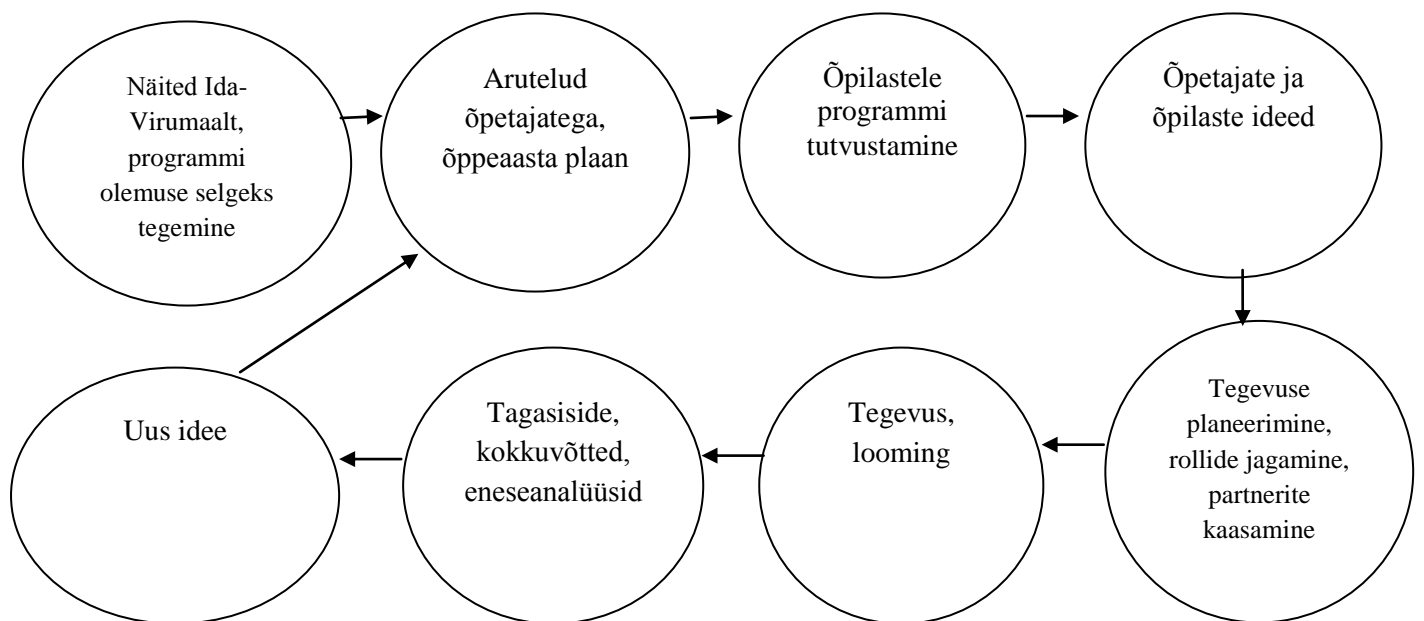 Näited Ida-
Virumaalt,
programmi
olemuse selgeks
tegemine
Arutelud
õpetajatega,
õppeaasta plaan
Õpilastele
programmi
tutvustamine
Õpetajate ja
õpilaste ideed
Tegevuse
planeerimine,
rollide jagamine,
partnerite
kaasamine
Tegevus,
looming
Tagasiside,
kokkuvõtted,
eneseanalüüsid
Uus idee